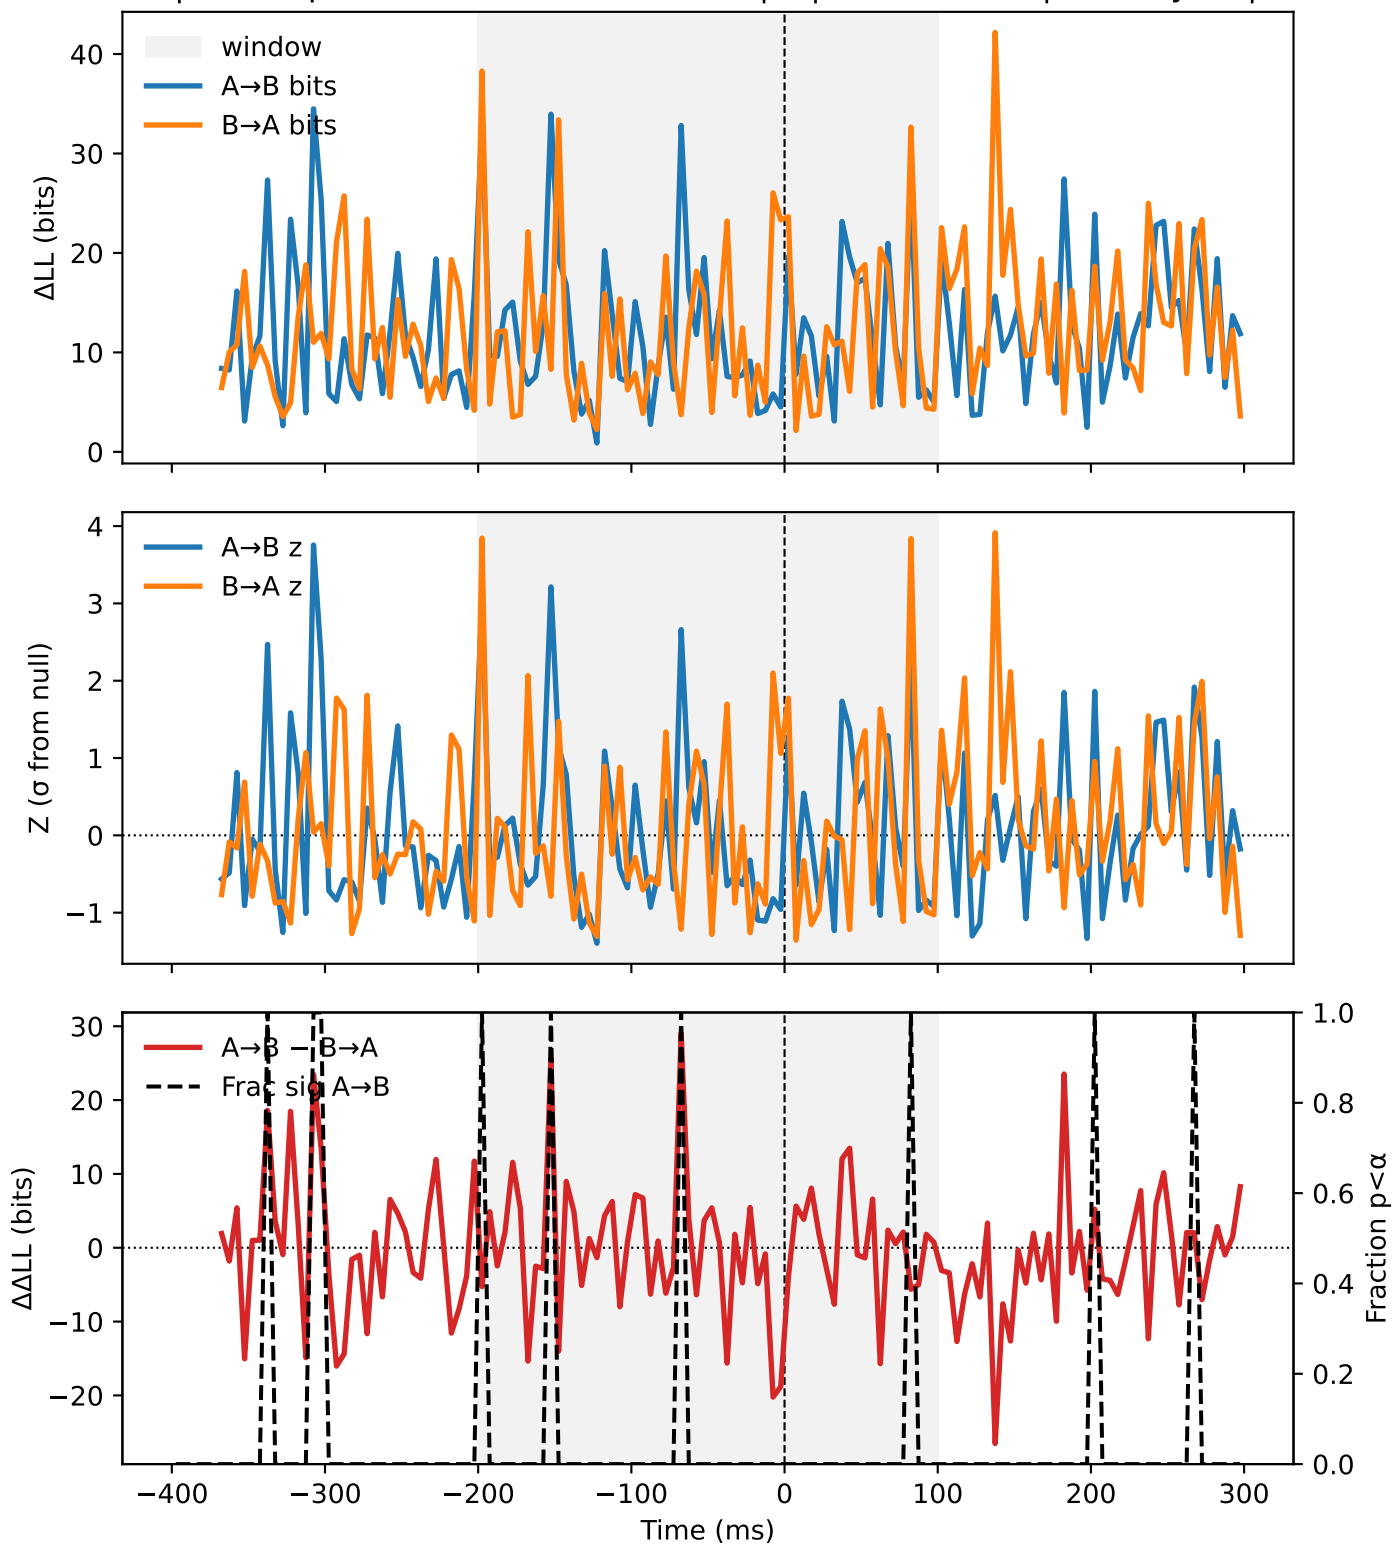 window
A→B bits
B→A bits
ΔLL (bits)
40
30
20
10
0
A→B z
B→A z
Z (σ from null)
4
3
2
1
0
−1
A→B − B→A
Frac sig A→B
ΔΔLL (bits)
30
20
10
0
−10
−20
1.0
0.8
0.6
0.4
0.2
0.0
Fraction p<α
−400
−300
−200
−100
0
100
200
300
Time (ms)